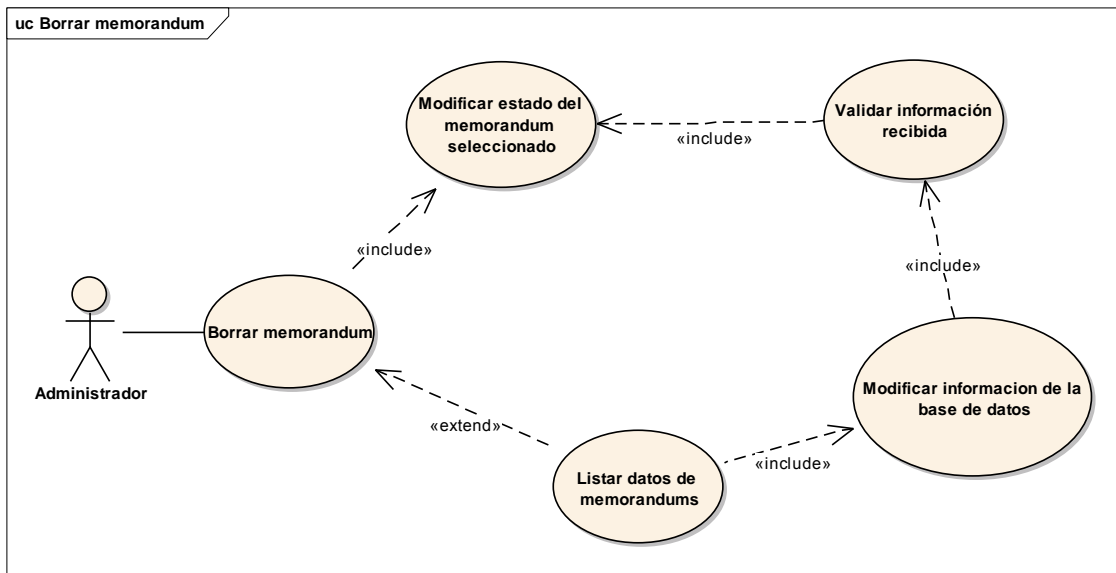 uc Borrar memorandum
Modificar estado del
memorandum
seleccionado
Validar información
recibida
«include»
«include»
«include»
Borrar memorandum
Administrador
Modificar informacion de la
base de datos
«extend»
«include»
Listar datos de
memorandums